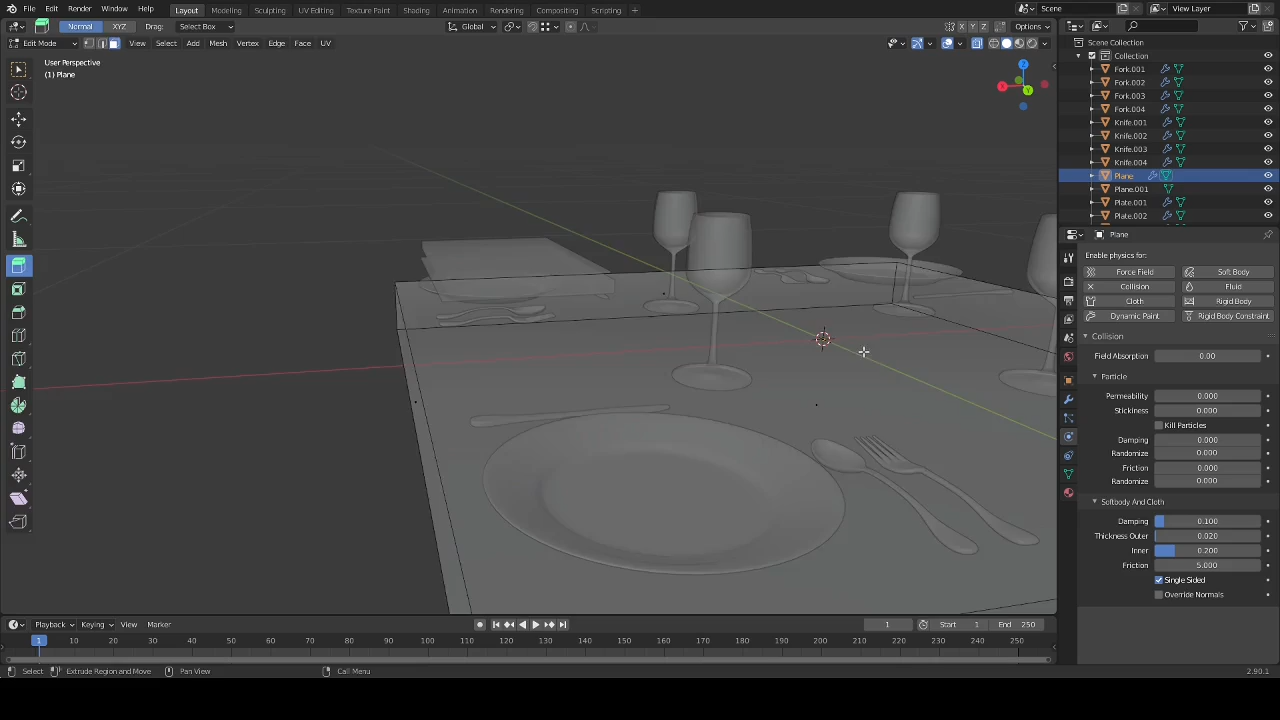 File Edit Render Window Help Layout Modeling Sculpting UV Editing Texture Paint Shading Animation Rendering Compositing Scripting + Scene View Layer
Normal XYZ Drag: Select Box Global X Y Z Options
Edit Mode View Select Add Mesh Vertex Edge Face UV
User Perspective
(1) Plane
Z
X
Y
Scene Collection
Collection
Fork.001
Fork.002
Fork.003
Fork.004
Knife.001
Knife.002
Knife.003
Knife.004
Plane
Plane.001
Plate.001
Plate.002
Plane
Enable physics for:
Force Field Soft Body
Collision Fluid
Cloth Rigid Body
Dynamic Paint Rigid Body Constraint
Collision
Field Absorption 0.00
Particle
Permeability 0.000
Stickiness 0.000
Kill Particles
Damping 0.000
Randomize 0.000
Friction 0.000
Randomize 0.000
Softbody And Cloth
Damping 0.100
Thickness Outer 0.020
Inner 0.200
Friction 5.000
Single Sided
Override Normals
Playback Keying View Marker 1 Start 1 End 250
1 10 20 30 40 50 60 70 80 90 100 110 120 130 140 150 160 170 180 190 200 210 220 230 240 250
Select Extrude Region and Move Pan View Call Menu 2.90.1